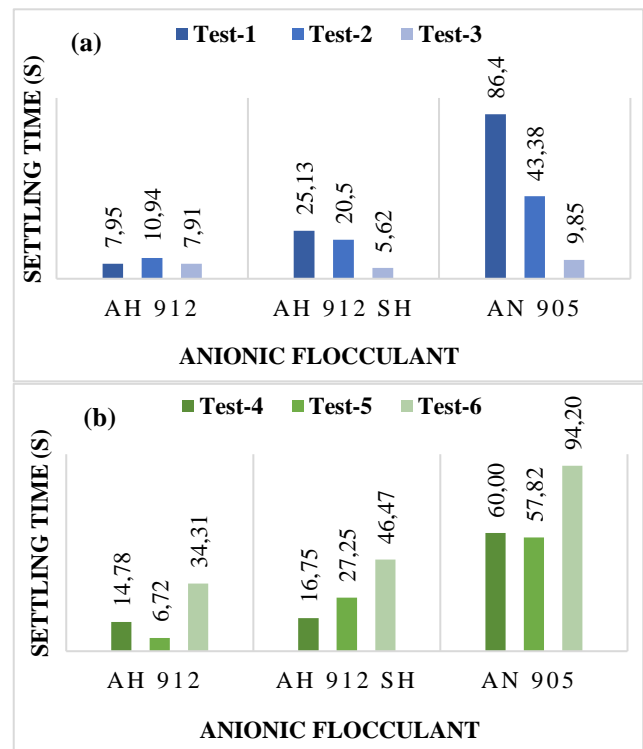 (a)
Test-1 Test-2 Test-3
SETTLING TIME (S)
7,95 10,94 7,91 25,13 20,5 5,62 86,4 43,38 9,85
AH 912 AH 912 SH AN 905
ANIONIC FLOCCULANT
(b)
Test-4 Test-5 Test-6
SETTLING TIME (S)
14,78 6,72 34,31 16,75 27,25 46,47 60,00 57,82 94,20
AH 912 AH 912 SH AN 905
ANIONIC FLOCCULANT